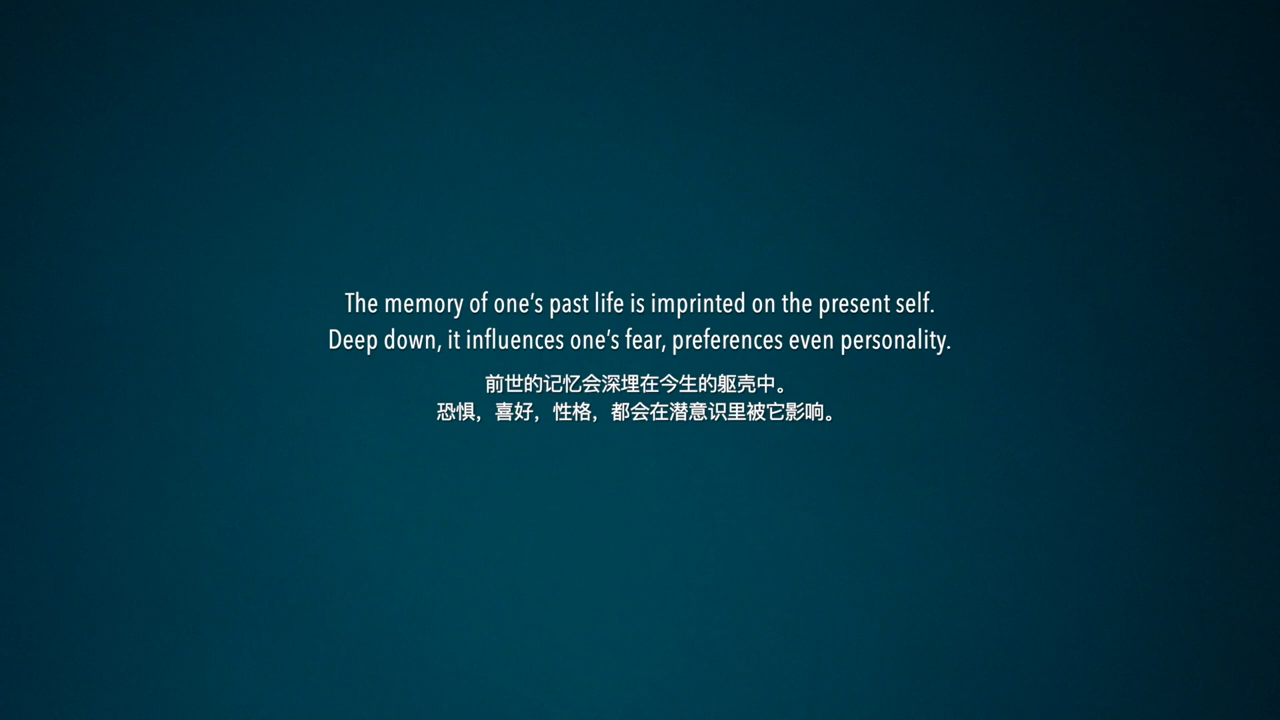 The memory of one’s past life is imprinted on the present self.
Deep down, it influences one’s fear, preferences even personality.
前世的记忆会深埋在今生的躯壳中。
恐惧，喜好，性格，都会在潜意识里被它影响。